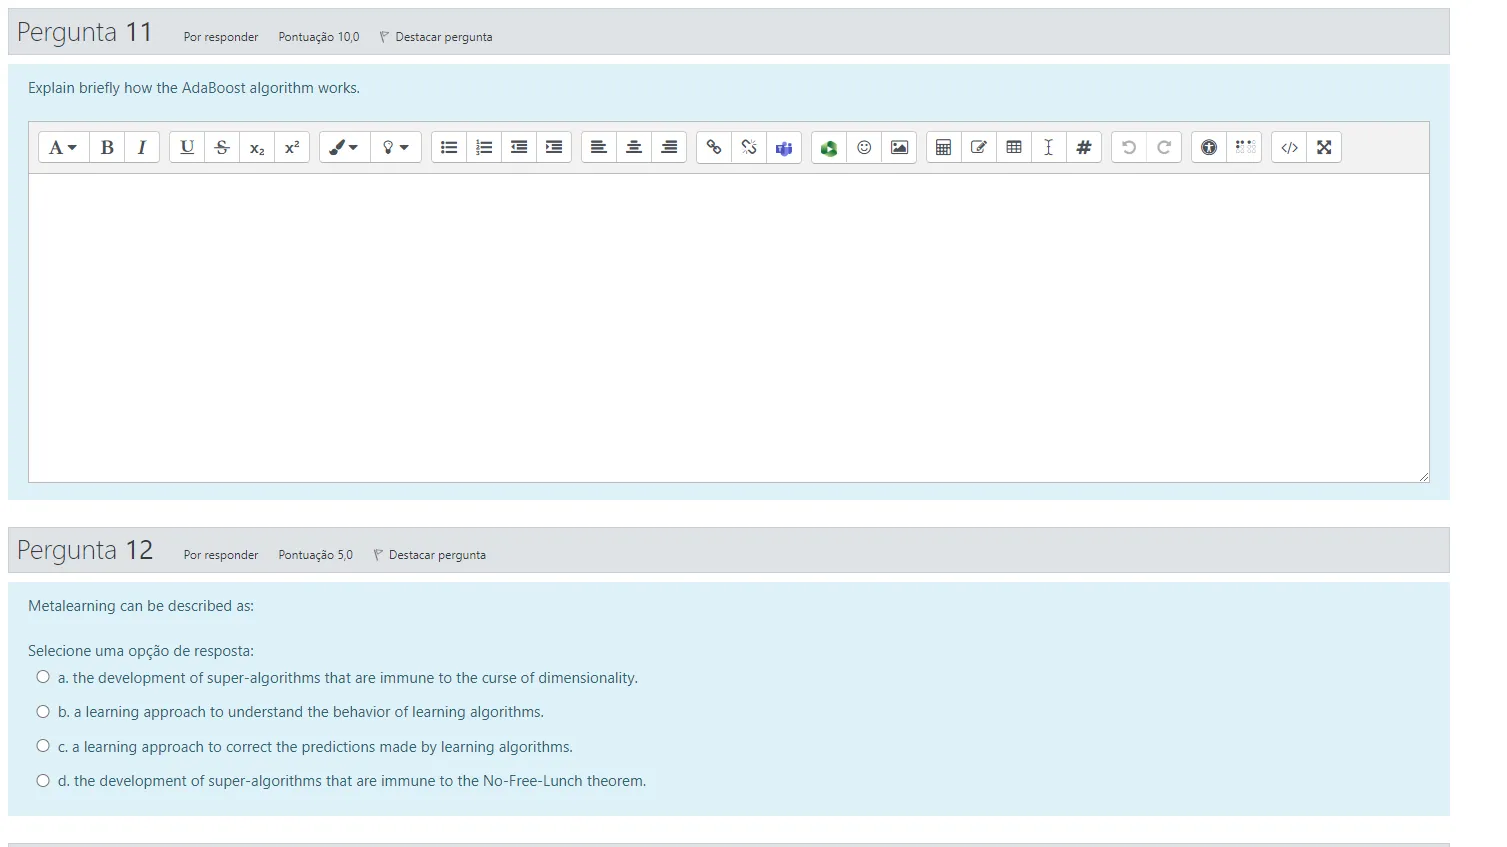 Pergunta 11 Por responder Pontuação 10,0 Destacar pergunta
Explain briefly how the AdaBoost algorithm works.
A B I U S x₂ x² </>
Pergunta 12 Por responder Pontuação 5,0 Destacar pergunta
Metalearning can be described as:
Selecione uma opção de resposta:
a. the development of super-algorithms that are immune to the curse of dimensionality.
b. a learning approach to understand the behavior of learning algorithms.
c. a learning approach to correct the predictions made by learning algorithms.
d. the development of super-algorithms that are immune to the No-Free-Lunch theorem.